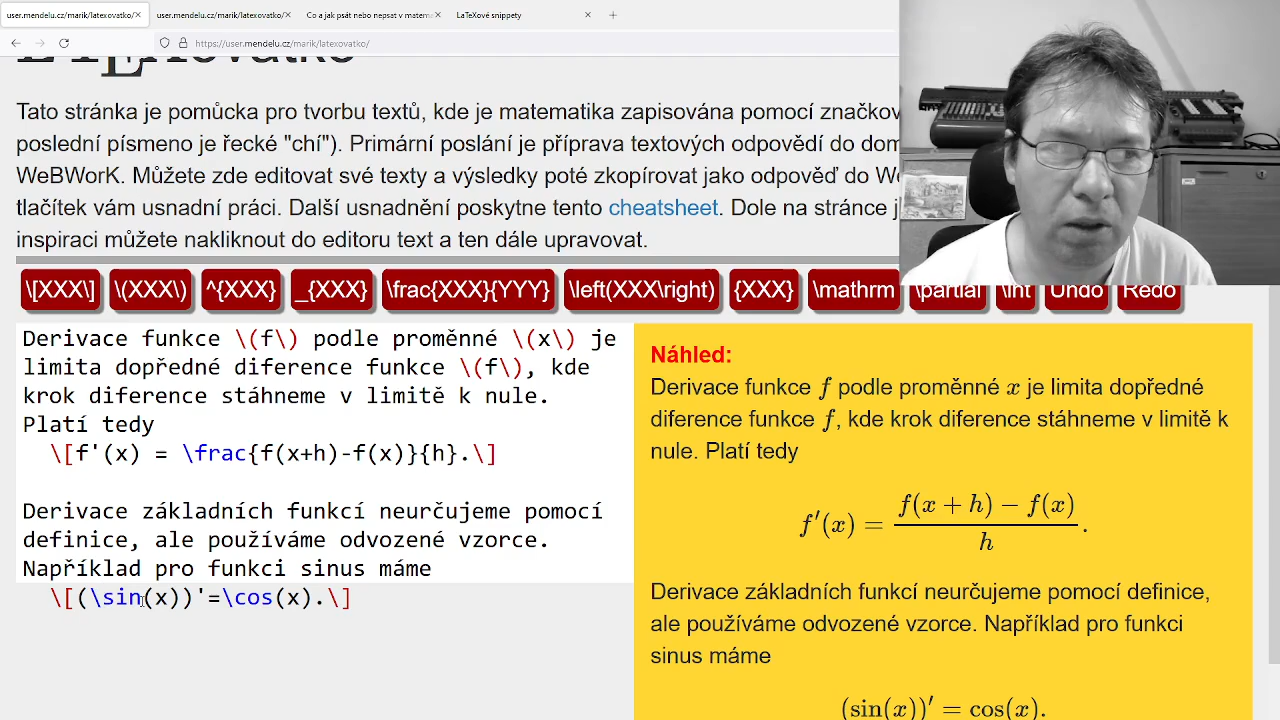 user.mendelu.cz/marik/latexovatko/ user.mendelu.cz/marik/latexovatko/ Co a jak psát nebo nepsat v matem LaTeXové snippety
https://user.mendelu.cz/marik/latexovatko/
Tato stránka je pomůcka pro tvorbu textů, kde je matematika zapisována pomocí značkov
poslední písmeno je řecké "chí"). Primární poslání je příprava textových odpovědí do dom
WeBWorK. Můžete zde editovat své texty a výsledky poté zkopírovat jako odpověď do We
tlačítek vám usnadní práci. Další usnadnění poskytne tento cheatsheet. Dole na stránce j
inspiraci můžete nakliknout do editoru text a ten dále upravovat.
\[XXX\] \(XXX\) ^{XXX} _{XXX} \frac{XXX}{YYY} \left(XXX\right) {XXX} \mathrm \partial \int Undo Redo
Derivace funkce \(f\) podle proměnné \(x\) je
limita dopředné diference funkce \(f\), kde
krok diference stáhneme v limitě k nule.
Platí tedy
\[f'(x) = \frac{f(x+h)-f(x)}{h}.\]
Derivace základních funkcí neurčujeme pomocí
definice, ale používáme odvozené vzorce.
Například pro funkci sinus máme
\[(\sin(x))'=\cos(x).\]
Náhled:
Derivace funkce f podle proměnné x je limita dopředné
diference funkce f, kde krok diference stáhneme v limitě k
nule. Platí tedy
f′(x) = f(x + h) − f(x) / h.
Derivace základních funkcí neurčujeme pomocí definice,
ale používáme odvozené vzorce. Například pro funkci
sinus máme
(sin(x))′ = cos(x).